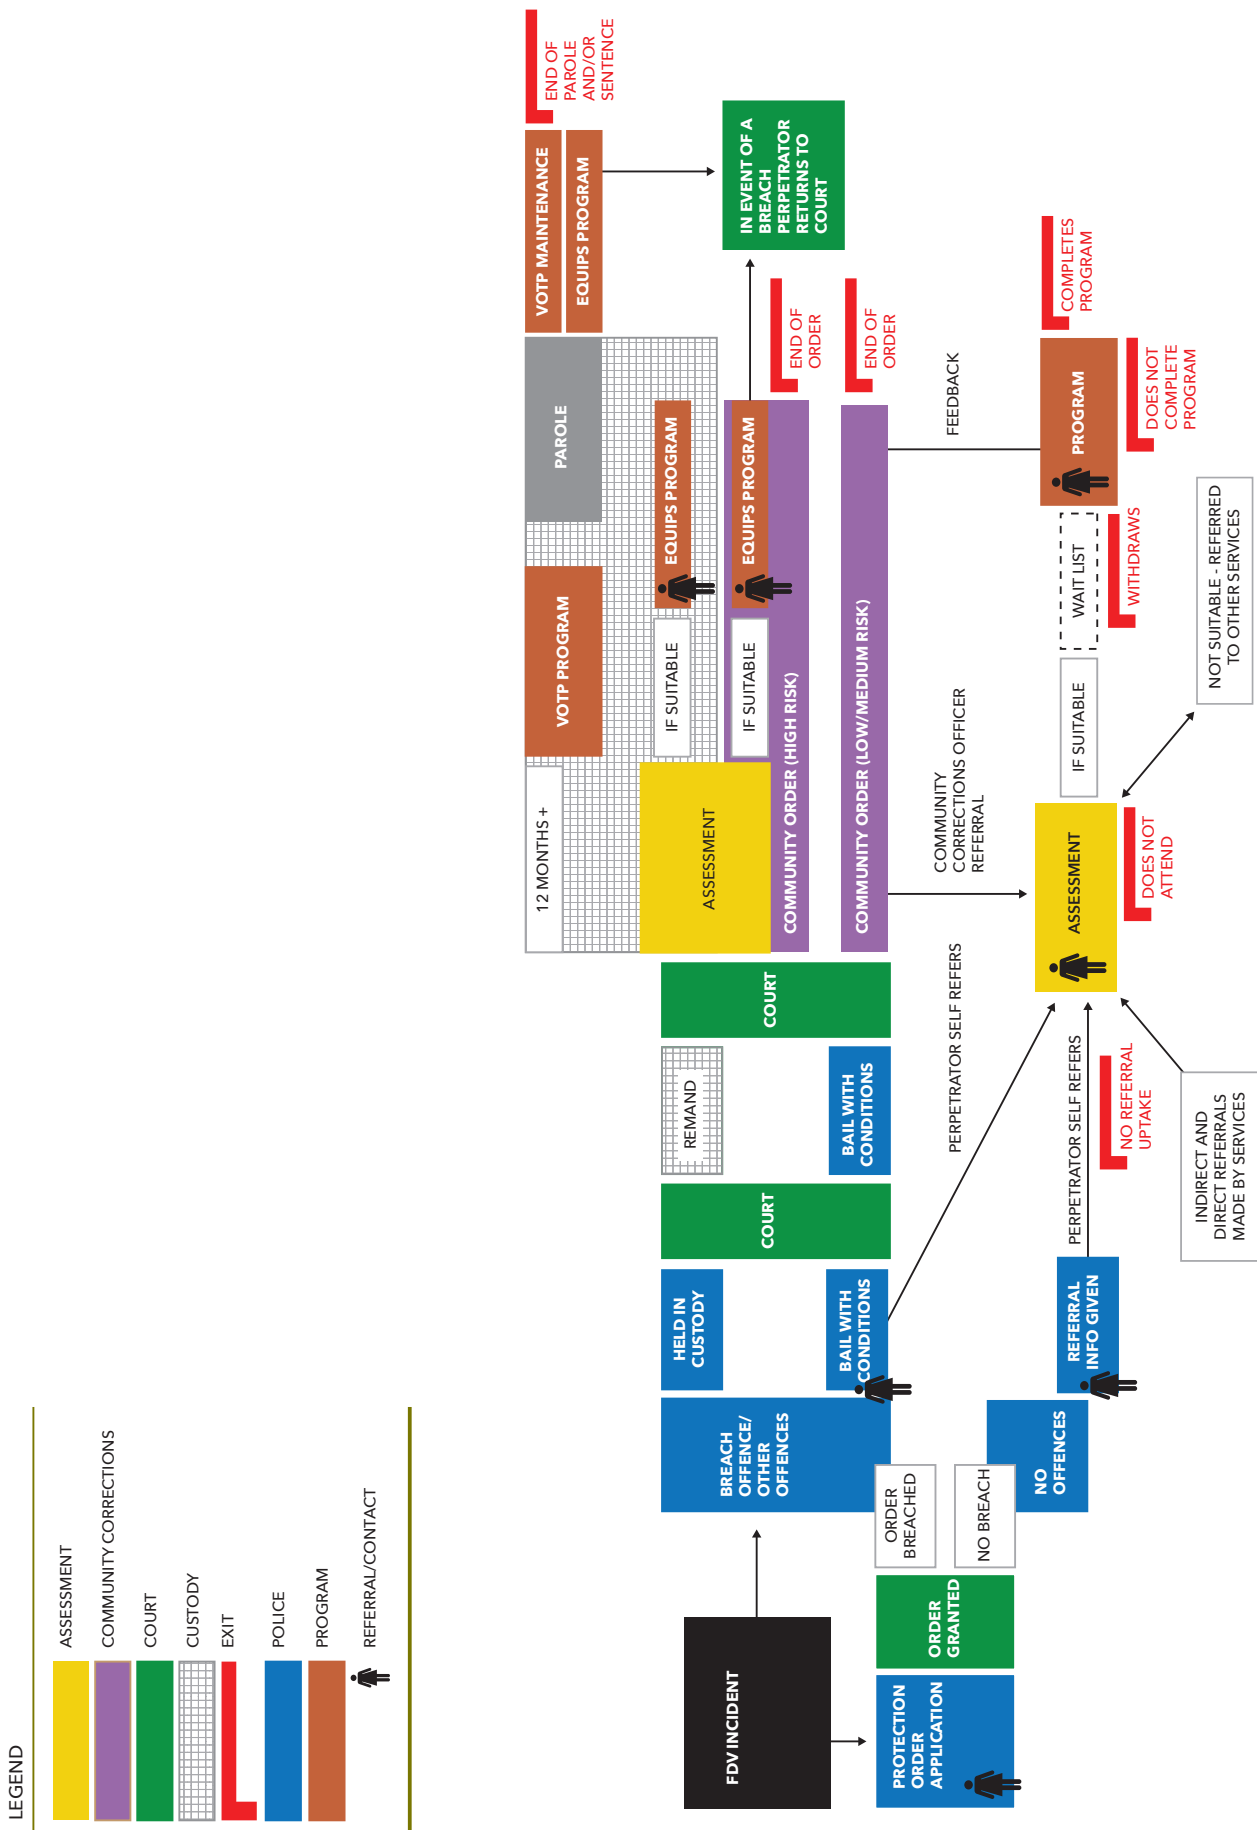 LEGEND
ASSESSMENT
COMMUNITY CORRECTIONS
COURT
CUSTODY
EXIT
POLICE
PROGRAM
REFERRAL/CONTACT
FDV INCIDENT
PROTECTION
ORDER
APPLICATION
ORDER
GRANTED
ORDER
BREACHED
NO BREACH
BREACH
OFFENCE/
OTHER
OFFENCES
NO
OFFENCES
HELD IN
CUSTODY
BAIL WITH
CONDITIONS
REFERRAL
INFO GIVEN
COURT
REMAND
BAIL WITH
CONDITIONS
COURT
PERPETRATOR SELF REFERS
PERPETRATOR SELF REFERS
NO REFERRAL
UPTAKE
INDIRECT AND
DIRECT REFERRALS
MADE BY SERVICES
12 MONTHS +
VOTP PROGRAM
PAROLE
VOTP MAINTENANCE
EQUIPS PROGRAM
END OF
PAROLE
AND/OR
SENTENCE
ASSESSMENT
IF SUITABLE
EQUIPS PROGRAM
IF SUITABLE
EQUIPS PROGRAM
IN EVENT OF A
BREACH
PERPETRATOR
RETURNS TO
COURT
COMMUNITY ORDER (HIGH RISK)
END OF
ORDER
COMMUNITY ORDER (LOW/MEDIUM RISK)
END OF
ORDER
COMMUNITY
CORRECTIONS OFFICER
REFERRAL
FEEDBACK
ASSESSMENT
DOES NOT
ATTEND
IF SUITABLE
WAIT LIST
WITHDRAWS
PROGRAM
COMPLETES
PROGRAM
DOES NOT
COMPLETE
PROGRAM
NOT SUITABLE - REFERRED
TO OTHER SERVICES